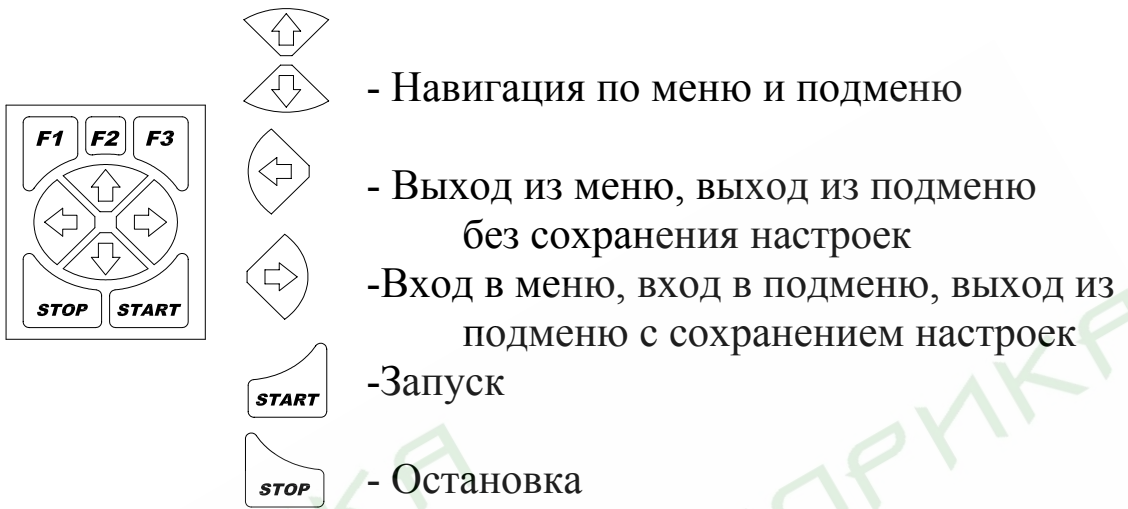 - Навигация по меню и подменю
F1 F2 F3
- Выход из меню, выход из подменю
без сохранения настроек
-Вход в меню, вход в подменю, выход из
STOP START
подменю с сохранением настроек
START -Запуск
STOP - Остановка